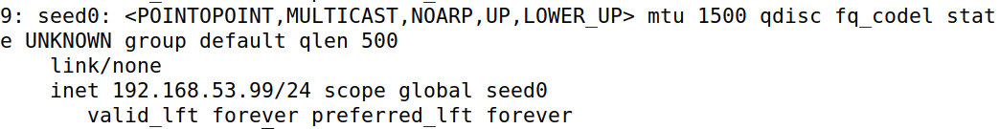 9: seed0: <POINTOPOINT,MULTICAST,NOARP,UP,LOWER_UP> mtu 1500 qdisc fq_codel stat
e UNKNOWN group default qlen 500
    link/none
    inet 192.168.53.99/24 scope global seed0
       valid_lft forever preferred_lft forever